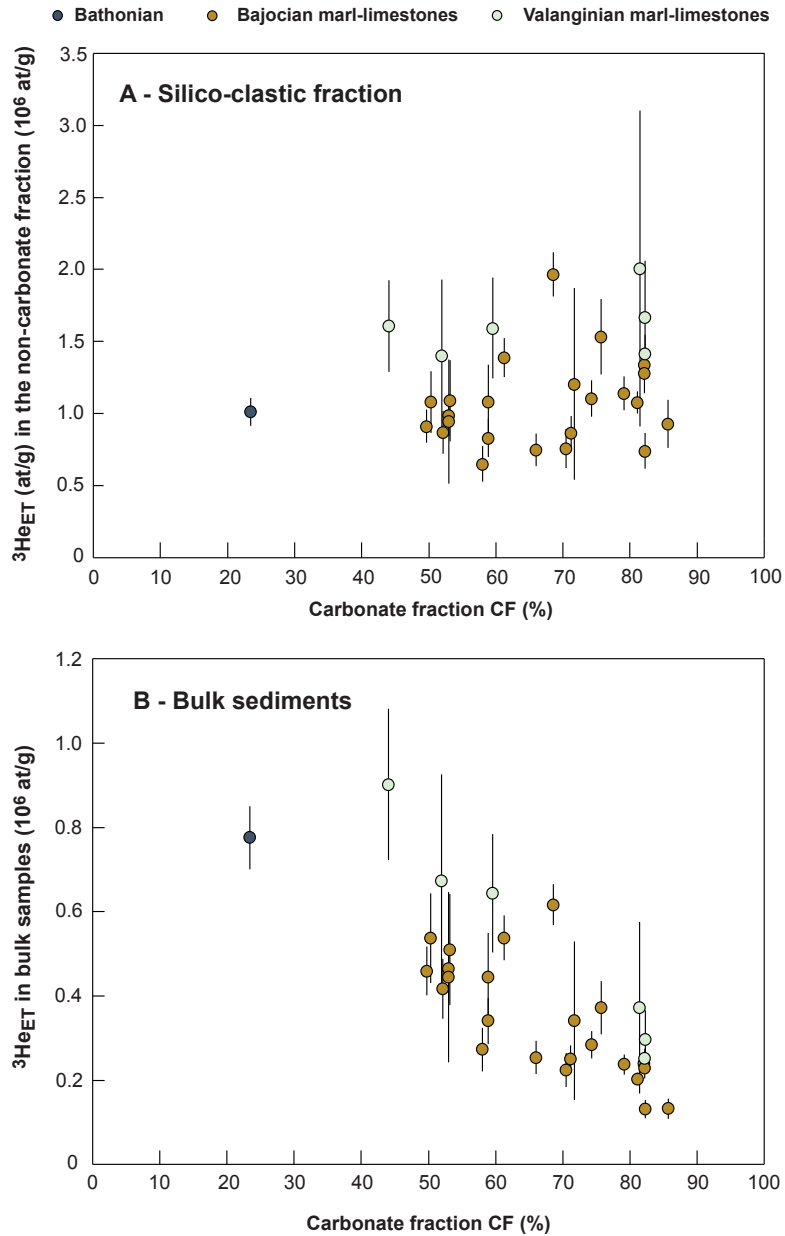 Bathonian Bajocian marl-limestones Valanginian marl-limestones
A - Silico-clastic fraction
³HeET (at/g) in the non-carbonate fraction (10⁶ at/g)
3.5
3.0
2.5
2.0
1.5
1.0
0.5
0
0 10 20 30 40 50 60 70 80 90 100
Carbonate fraction CF (%)
B - Bulk sediments
³HeET in bulk samples (10⁶ at/g)
1.2
1.0
0.8
0.6
0.4
0.2
0
0 10 20 30 40 50 60 70 80 90 100
Carbonate fraction CF (%)